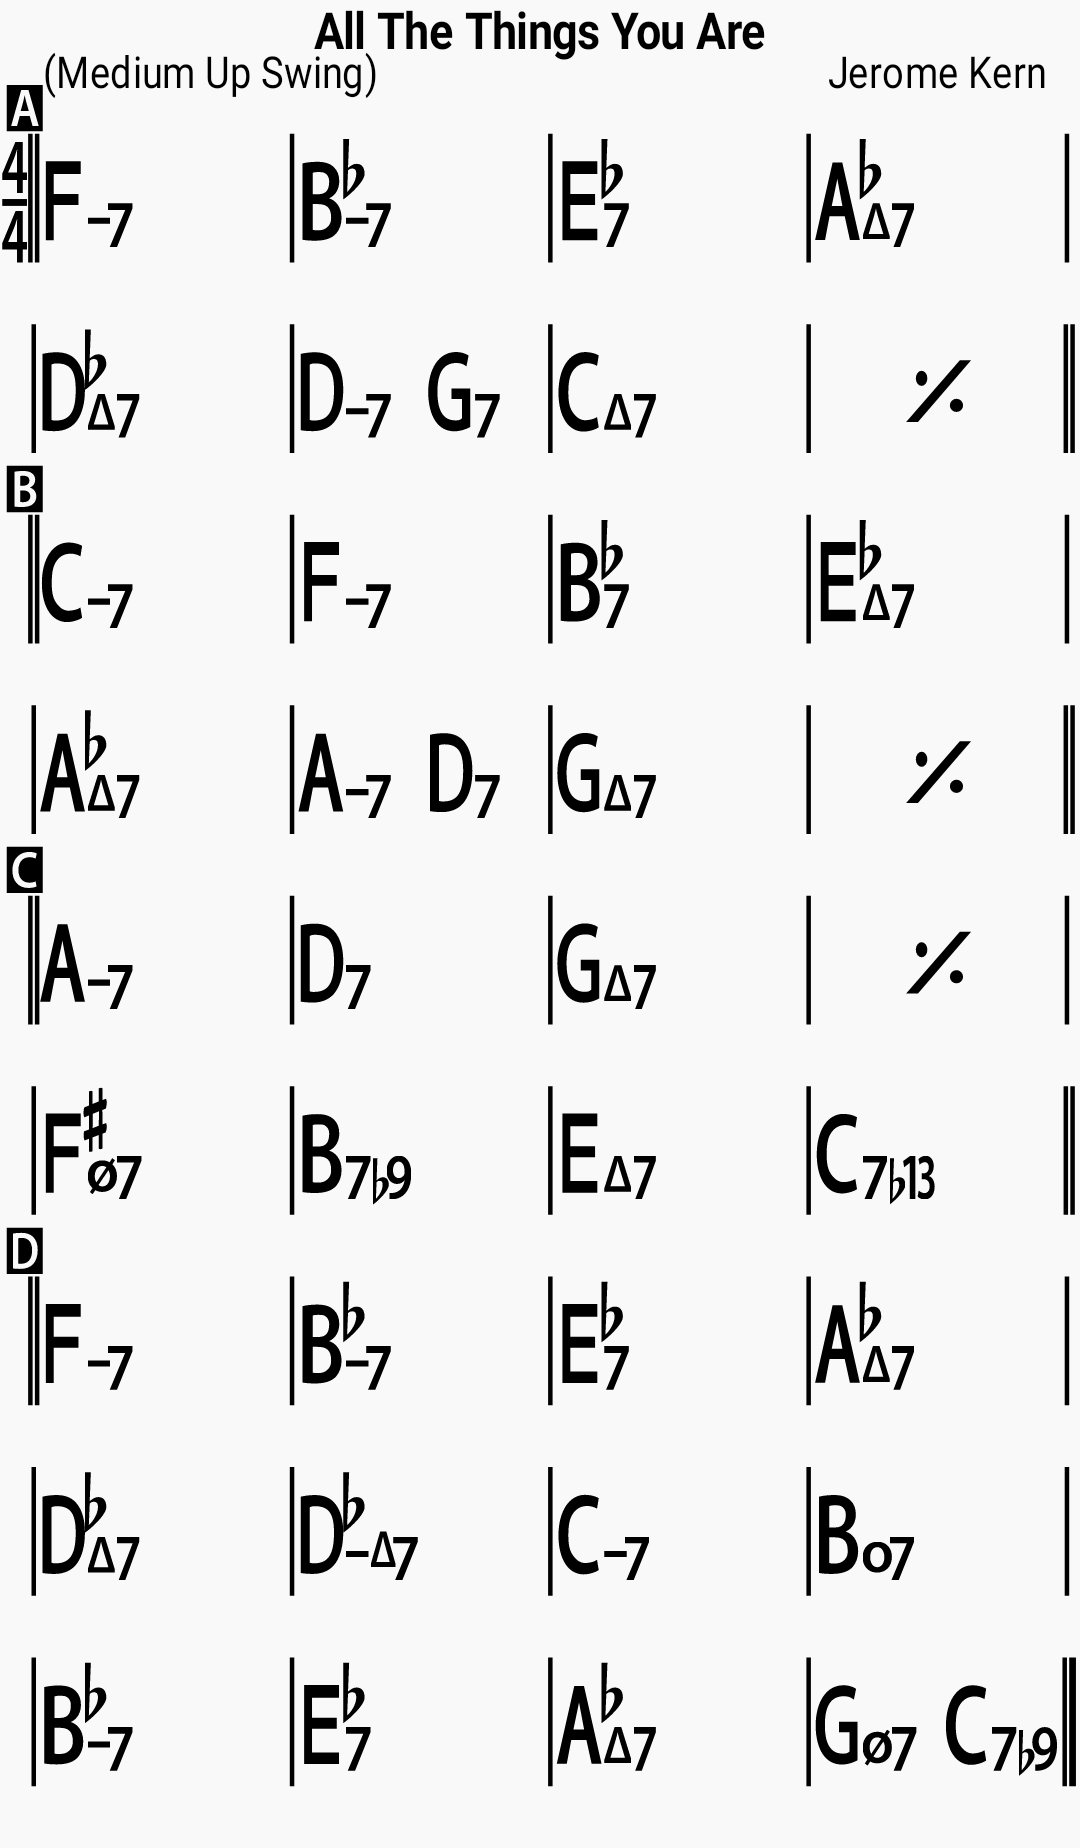 All The Things You Are
(Medium Up Swing) Jerome Kern
A
4/4 F–7 | B♭–7 | E♭7 | A♭Δ7
D♭Δ7 | D–7 G7 | CΔ7 | 𝄎
B
C–7 | F–7 | B♭7 | E♭Δ7
A♭Δ7 | A–7 D7 | GΔ7 | 𝄎
C
A–7 | D7 | GΔ7 | 𝄎
F♯ø7 | B7♭9 | EΔ7 | C7♭13
D
F–7 | B♭–7 | E♭7 | A♭Δ7
D♭Δ7 | D♭–Δ7 | C–7 | Bo7
B♭–7 | E♭7 | A♭Δ7 | Gø7 C7♭9